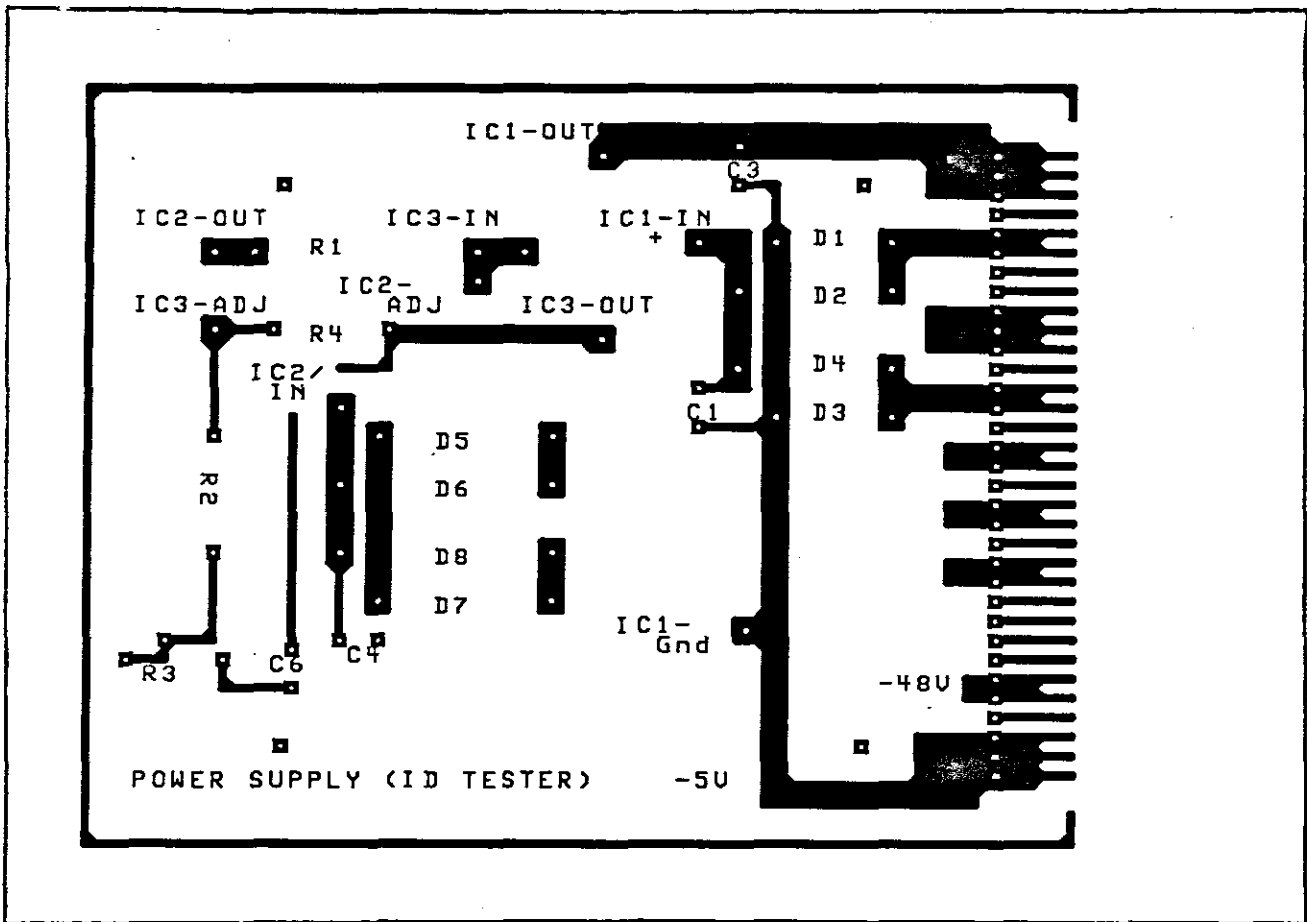 IC1-OUT
C3
IC2-OUT
IC3-IN
IC1-IN
+
R1
D1
IC2-
ADJ
D2
IC3-ADJ
IC3-OUT
R4
IC2/
IN
D4
C1
D3
D5
R2
D6
D8
D7
IC1-
Gnd
C6
C4
R3
-48V
POWER SUPPLY (ID TESTER)
-5V